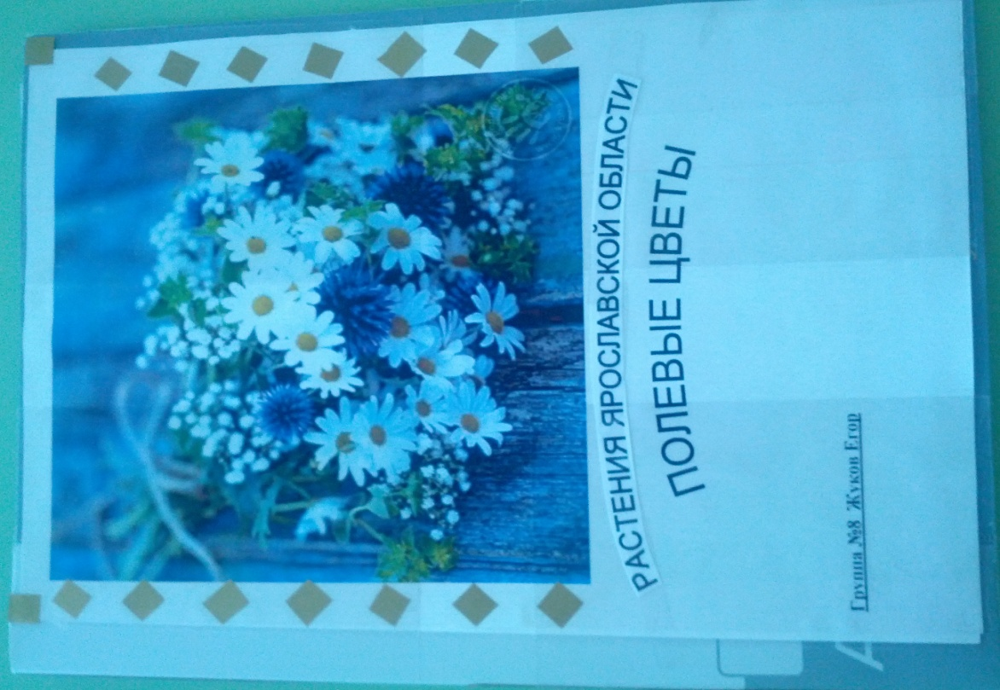 РАСТЕНИЯ ЯРОСЛАВСКОЙ ОБЛАСТИ
ПОЛЕВЫЕ ЦВЕТЫ
Группа №8 Жуков Егор